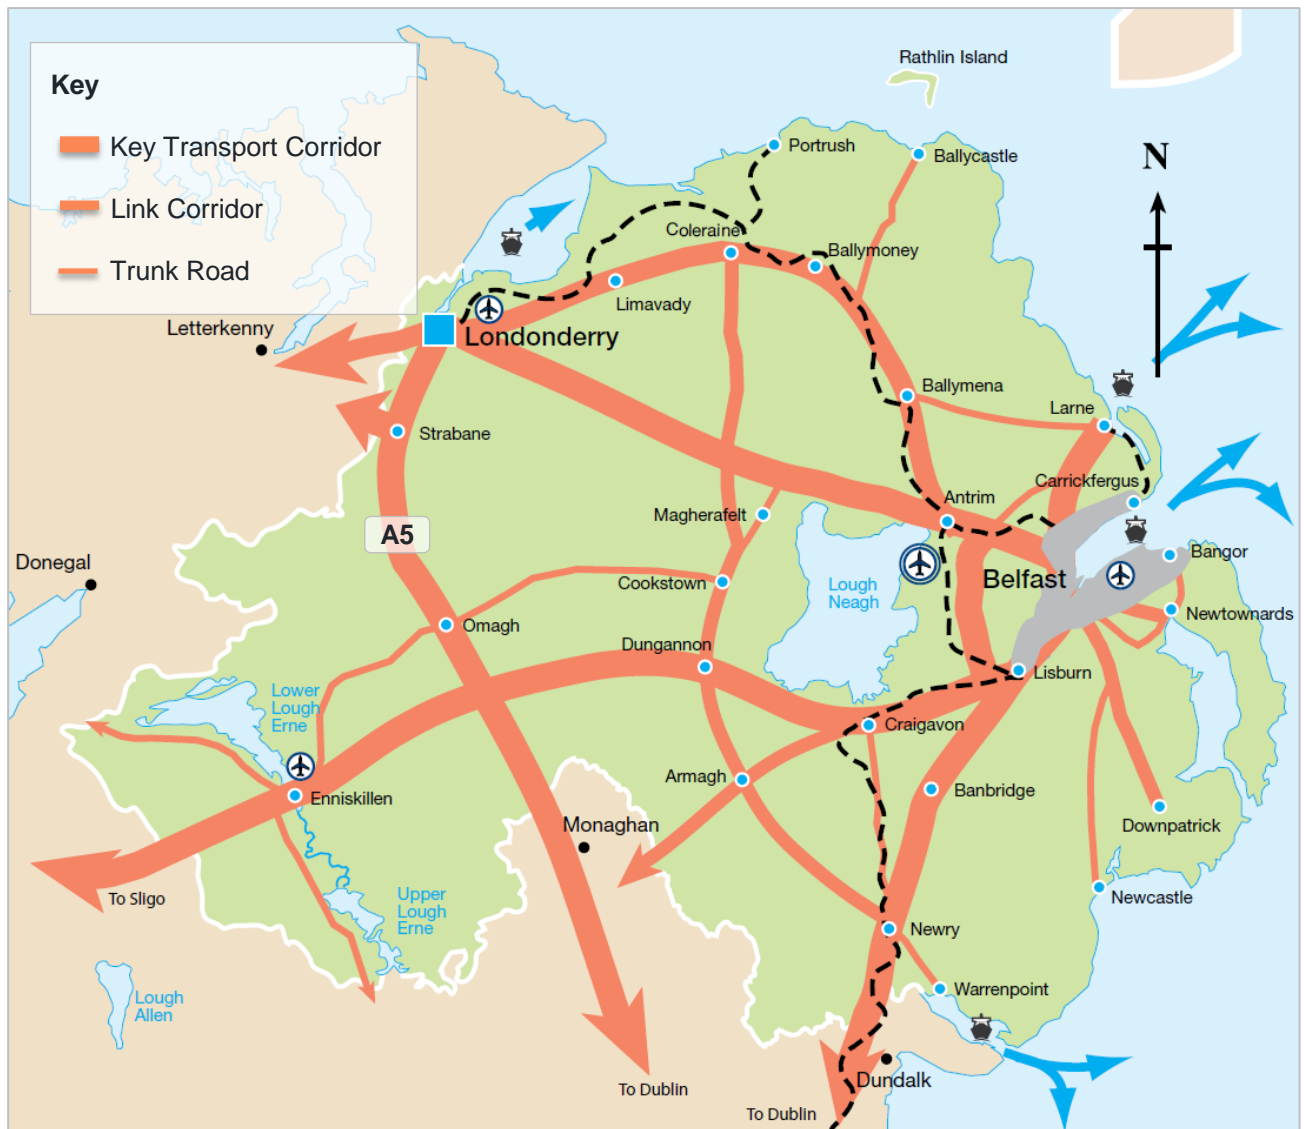 Key
Key Transport Corridor
Link Corridor
Trunk Road
Rathlin Island
N
Portrush
Ballycastle
Coleraine
Ballymoney
Limavady
Letterkenny
Londonderry
Ballymena
Larne
Strabane
Carrickfergus
Antrim
Magherafelt
A5
Donegal
Bangor
Belfast
Cookstown
Lough
Neagh
Newtownards
Omagh
Dungannon
Lisburn
Lower
Lough
Erne
Craigavon
Armagh
Enniskillen
Banbridge
Monaghan
Downpatrick
To Sligo
Upper
Lough
Erne
Newcastle
Newry
Lough
Allen
Warrenpoint
Dundalk
To Dublin
To Dublin